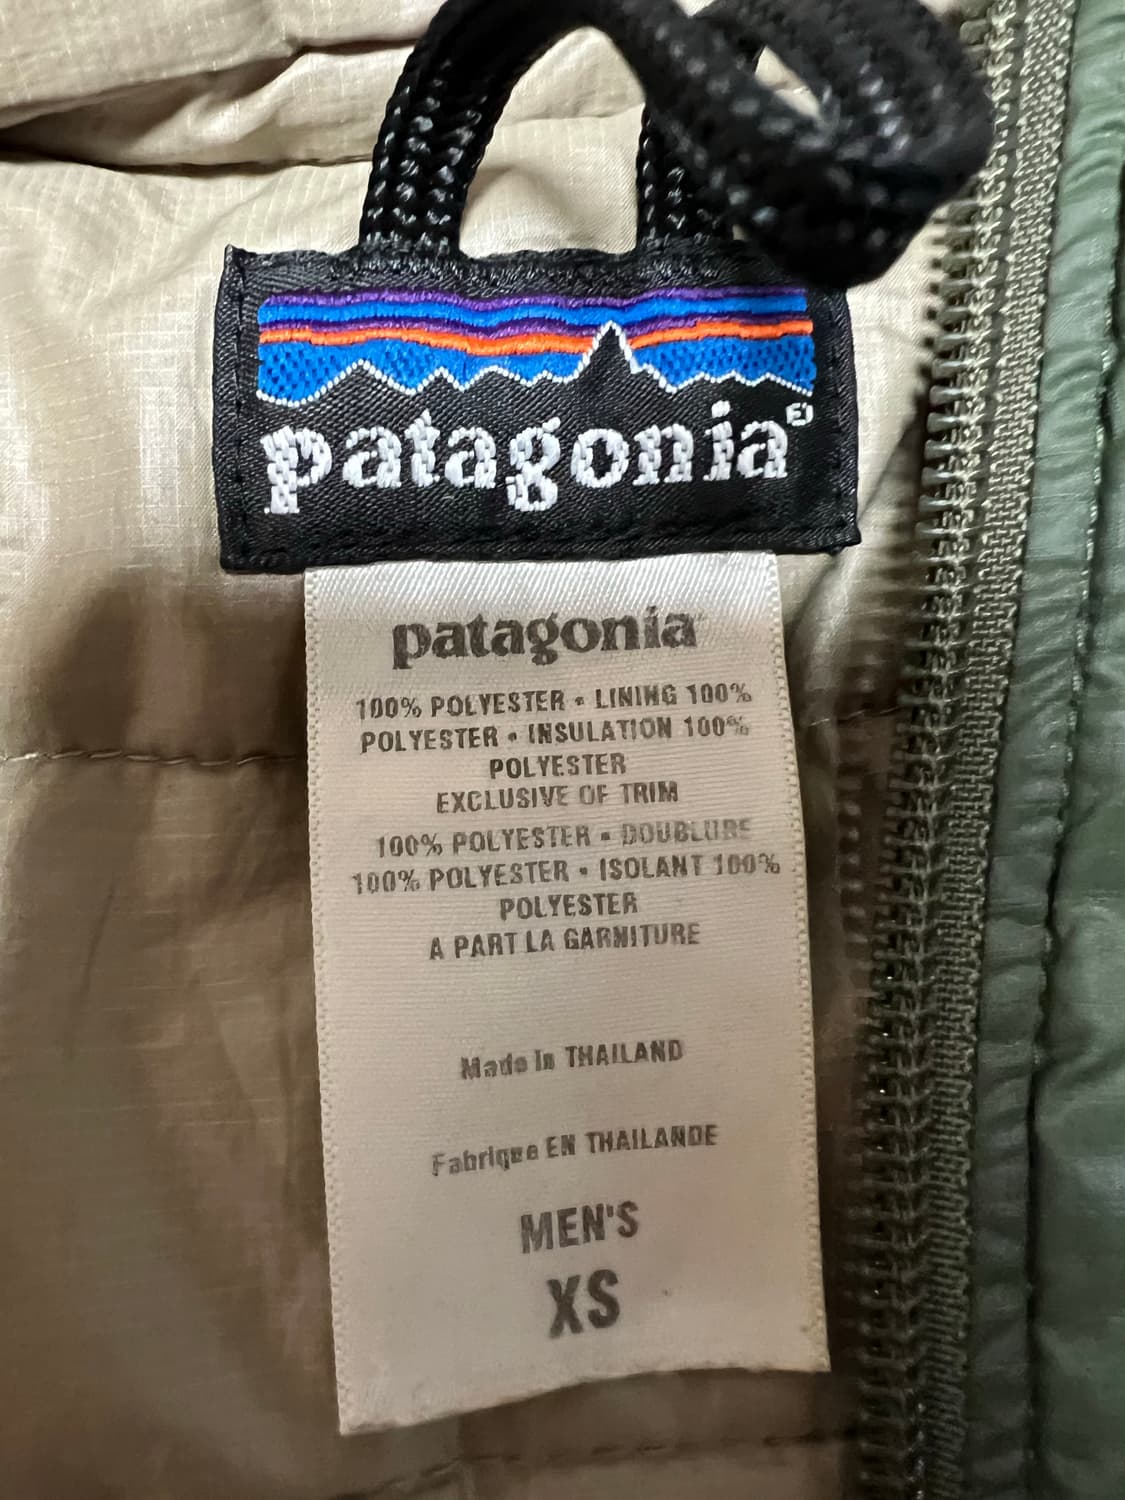 patagonia®
patagonia
100% POLYESTER • LINING 100%
POLYESTER • INSULATION 100%
POLYESTER
EXCLUSIVE OF TRIM
100% POLYESTER • DOUBLURE
100% POLYESTER • ISOLANT 100%
POLYESTER
A PART LA GARNITURE
Made in THAILAND
Fabrique EN THAILANDE
MEN'S
XS